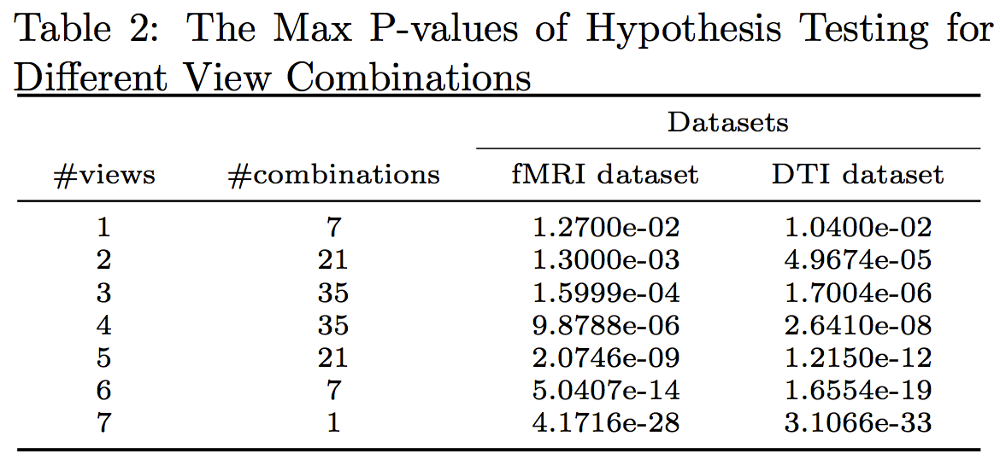 Table 2: The Max P-values of Hypothesis Testing for
Different View Combinations
Datasets
#views #combinations fMRI dataset DTI dataset
1 7 1.2700e-02 1.0400e-02
2 21 1.3000e-03 4.9674e-05
3 35 1.5999e-04 1.7004e-06
4 35 9.8788e-06 2.6410e-08
5 21 2.0746e-09 1.2150e-12
6 7 5.0407e-14 1.6554e-19
7 1 4.1716e-28 3.1066e-33